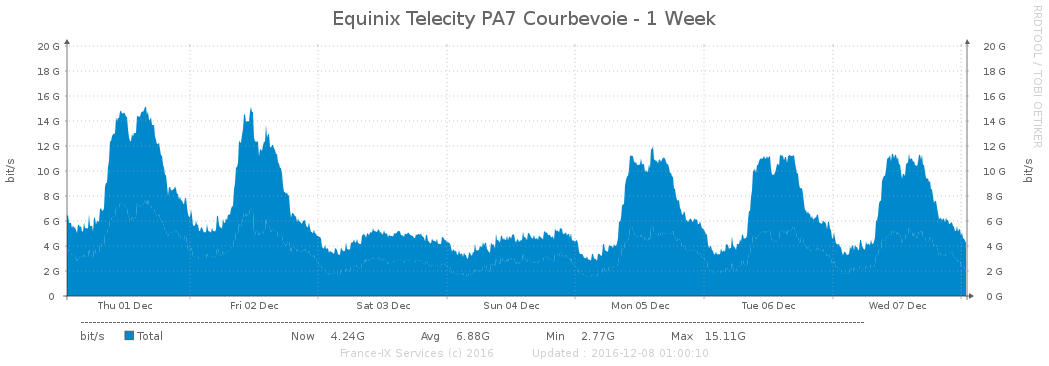 Equinix Telecity PA7 Courbevoie - 1 Week
RRDTOOL / TOBI OETIKER
20 G 20 G
18 G 18 G
16 G 16 G
14 G 14 G
12 G 12 G
10 G 10 G
8 G 8 G
6 G 6 G
4 G 4 G
2 G 2 G
0 0 G
bit/s
bit/s
Thu 01 Dec Fri 02 Dec Sat 03 Dec Sun 04 Dec Mon 05 Dec Tue 06 Dec Wed 07 Dec
bit/s Total Now 4.24G Avg 6.88G Min 2.77G Max 15.11G
France-IX Services (c) 2016 Updated : 2016-12-08 01:00:10